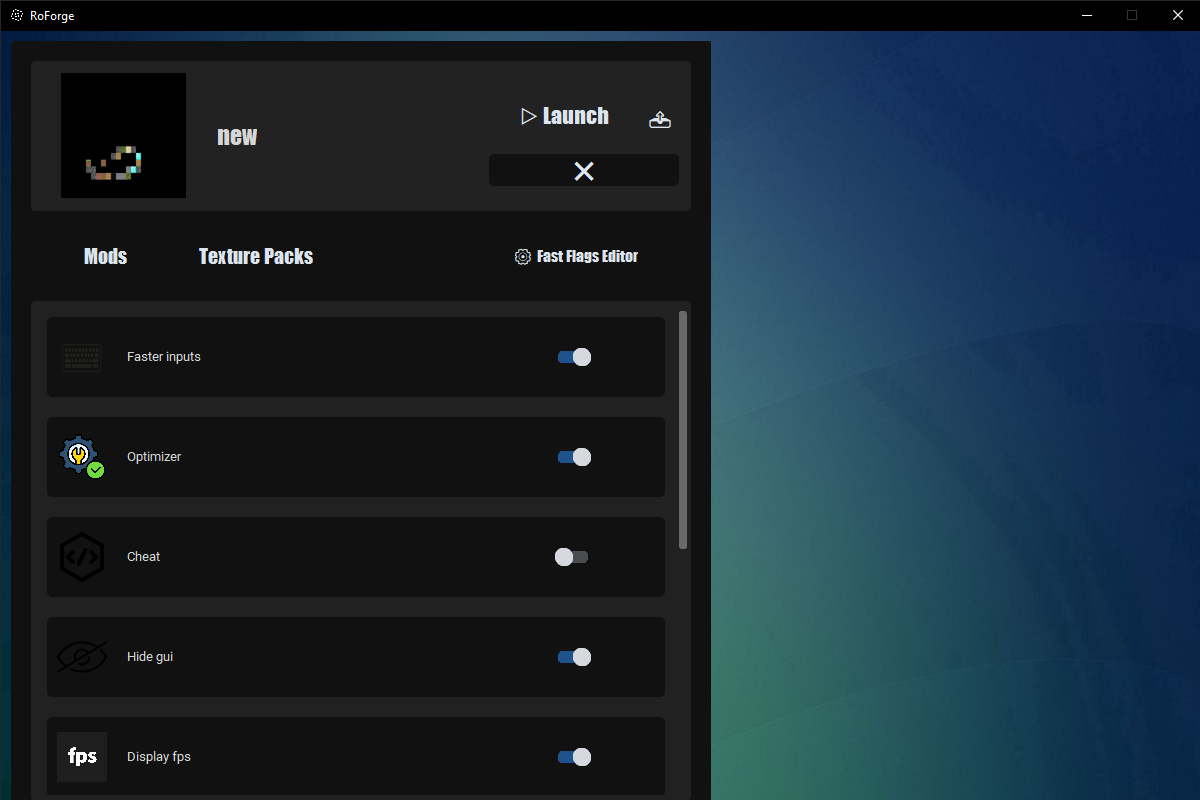 RoForge
new
Launch
Mods
Texture Packs
Fast Flags Editor
Faster inputs
Optimizer
Cheat
Hide gui
fps
Display fps